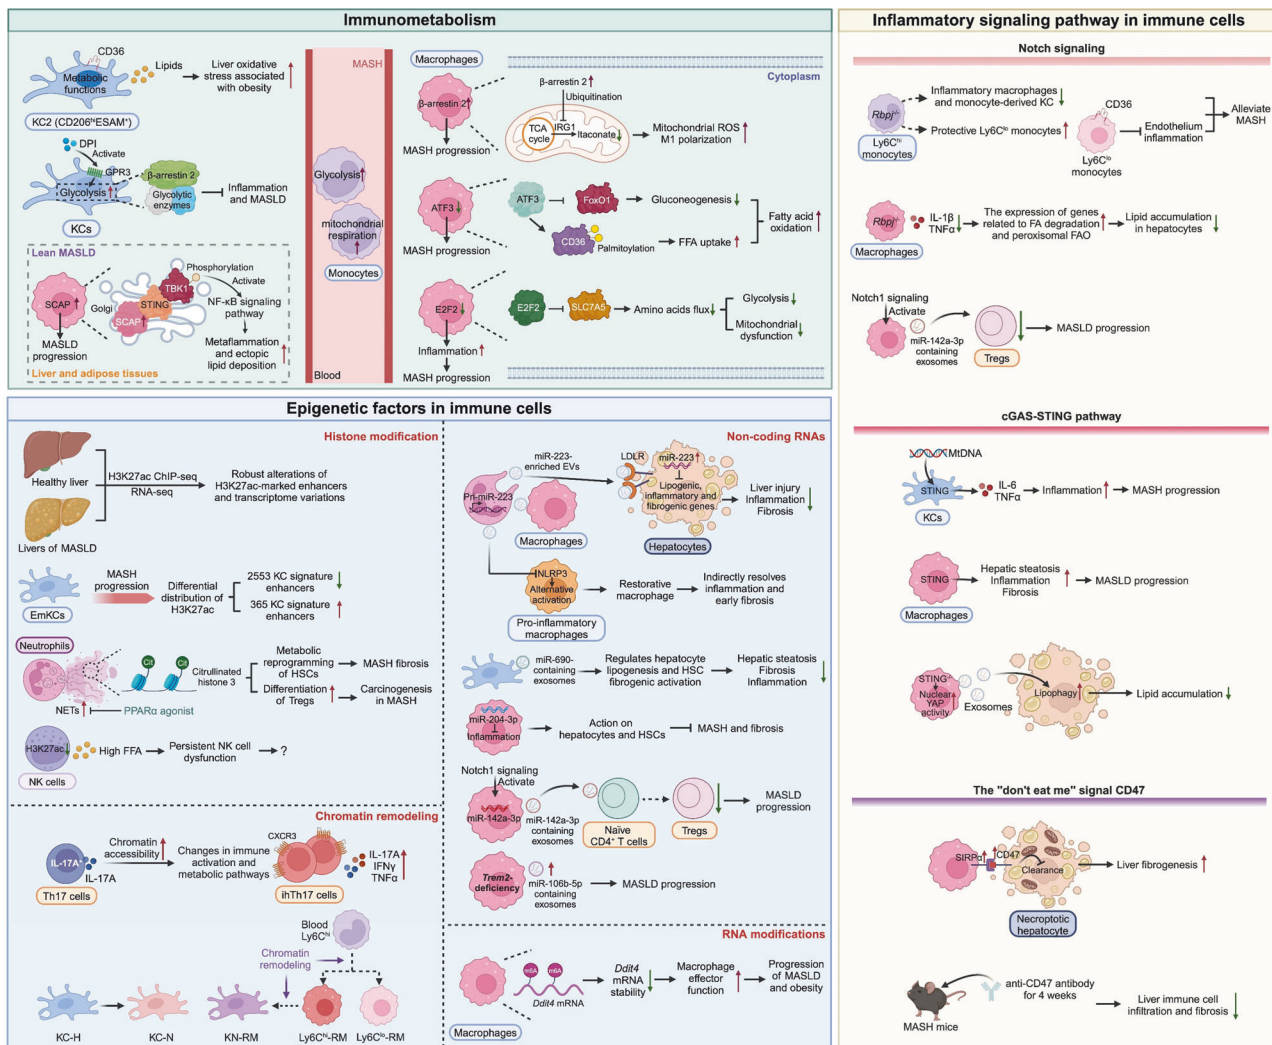 Immunometabolism
CD36
Metabolic
functions
Lipids
Liver oxidative
stress associated
with obesity
KC2 (CD206ʰⁱESAM⁺)
DPI
Activate
GPR3
Glycolysis
β-arrestin 2
Glycolytic
enzymes
Inflammation
and MASLD
KCs
Lean MASLD
SCAP
MASLD
progression
Golgi
SCAP
STING
TBK1
Phosphorylation
Activate
NF-κB signaling
pathway
Metaflammation
and ectopic
lipid deposition
Liver and adipose tissues
MASH
Glycolysis
mitochondrial
respiration
Monocytes
Blood
Macrophages
Cytoplasm
β-arrestin 2
MASH progression
β-arrestin 2
Ubiquitination
TCA
cycle
IRG1
Itaconate
Mitochondrial ROS
M1 polarization
ATF3
MASH progression
ATF3
FoxO1
Gluconeogenesis
CD36
Palmitoylation
FFA uptake
Fatty acid
oxidation
E2F2
Inflammation
MASH progression
E2F2
SLC7A5
Amino acids flux
Glycolysis
Mitochondrial
dysfunction
Epigenetic factors in immune cells
Histone modification
Healthy liver
Livers of MASLD
H3K27ac ChIP-seq
RNA-seq
Robust alterations of
H3K27ac-marked enhancers
and transcriptome variations
EmKCs
MASH
progression
Differential
distribution of
H3K27ac
2553 KC signature
enhancers
365 KC signature
enhancers
Neutrophils
NETs
PPARα agonist
Cit
Cit
Citrullinated
histone 3
Metabolic
reprogramming
of HSCs
MASH fibrosis
Differentiation
of Tregs
Carcinogenesis
in MASH
H3K27ac
NK cells
High FFA
Persistent NK cell
dysfunction
?
Chromatin remodeling
IL-17A⁺
IL-17A
Th17 cells
Chromatin
accessibility
Changes in immune
activation and
metabolic pathways
CXCR3
ihTh17 cells
IL-17A
IFNγ
TNFα
Blood
Ly6Cʰⁱ
Chromatin
remodeling
KC-H
KC-N
KN-RM
Ly6Cʰⁱ-RM
Ly6Cˡᵒ-RM
Non-coding RNAs
Pri-miR-223
miR-223-
enriched EVs
Macrophages
LDLR
miR-223
Lipogenic,
inflammatory and
fibrogenic genes
Hepatocytes
Liver injury
Inflammation
Fibrosis
NLRP3
Alternative
activation
Pro-inflammatory
macrophages
Restorative
macrophage
Indirectly resolves
inflammation and
early fibrosis
miR-690-
containing
exosomes
Regulates hepatocyte
lipogenesis and HSC
fibrogenic activation
Hepatic steatosis
Fibrosis
Inflammation
miR-204-3p
Inflammation
Action on
hepatocytes and HSCs
MASH and fibrosis
Notch1 signaling
Activate
miR-142a-3p
miR-142a-3p
containing
exosomes
Naïve
CD4⁺ T cells
Tregs
MASLD
progression
Trem2-
deficiency
miR-106b-5p
containing
exosomes
MASLD progression
RNA modifications
Macrophages
m6A
m6A
Ddit4 mRNA
Ddit4
mRNA
stability
Macrophage
effector
function
Progression
of MASLD
and obesity
Inflammatory signaling pathway in immune cells
Notch signaling
Rbpj⁻/⁻
Ly6Cʰⁱ
monocytes
Inflammatory macrophages
and monocyte-derived KC
Protective Ly6Cˡᵒ monocytes
CD36
Ly6Cˡᵒ
monocytes
Endothelium
inflammation
Alleviate
MASH
Rbpj⁻/⁻
Macrophages
IL-1β
TNFα
The expression of genes
related to FA degradation
and peroxisomal FAO
Lipid accumulation
in hepatocytes
Notch1 signaling
Activate
miR-142a-3p
containing
exosomes
Tregs
MASLD progression
cGAS-STING pathway
MtDNA
STING
KCs
IL-6
TNFα
Inflammation
MASH progression
STING
Macrophages
Hepatic steatosis
Inflammation
Fibrosis
MASLD progression
STING⁻/⁻
Nuclear
YAP
activity
Exosomes
Lipophagy
Lipid accumulation
The "don't eat me" signal CD47
SIRPα
CD47
Clearance
Necroptotic
hepatocyte
Liver fibrogenesis
MASH mice
anti-CD47 antibody
for 4 weeks
Liver immune cell
infiltration and fibrosis